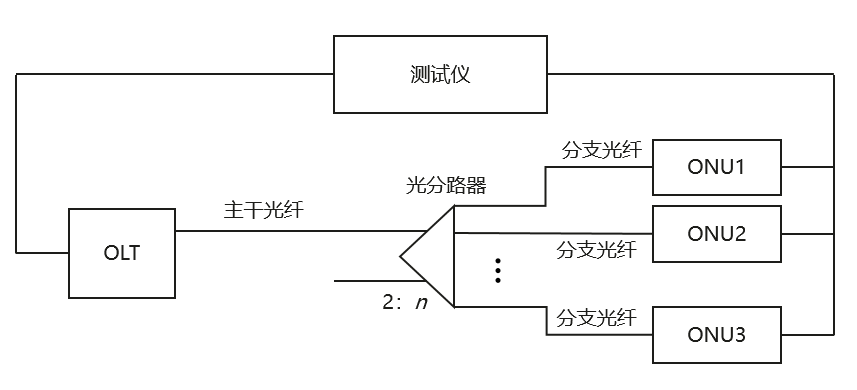 测试仪
分支光纤
ONU1
光分路器
主干光纤
OLT
ONU2
分支光纤
2：n
分支光纤
ONU3